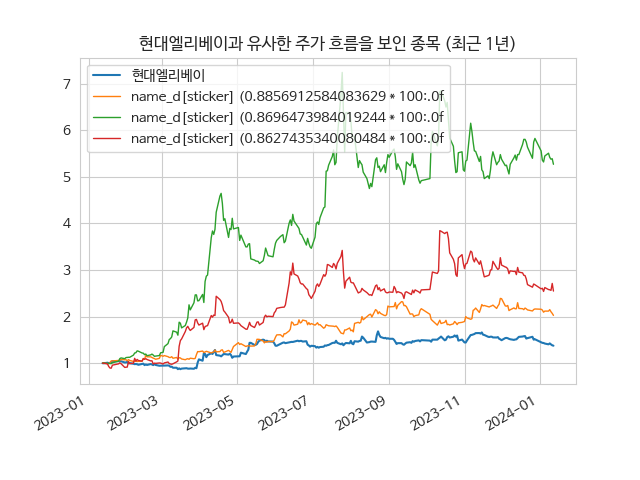 현대엘리베이과 유사한 주가 흐름을 보인 종목 (최근 1년)
현대엘리베이
name_d[sticker] (0.8856912584083629 * 100:.0f
name_d[sticker] (0.8696473984019244 * 100:.0f
name_d[sticker] (0.8627435340080484 * 100:.0f
7
6
5
4
3
2
1
2023-01
2023-03
2023-05
2023-07
2023-09
2023-11
2024-01